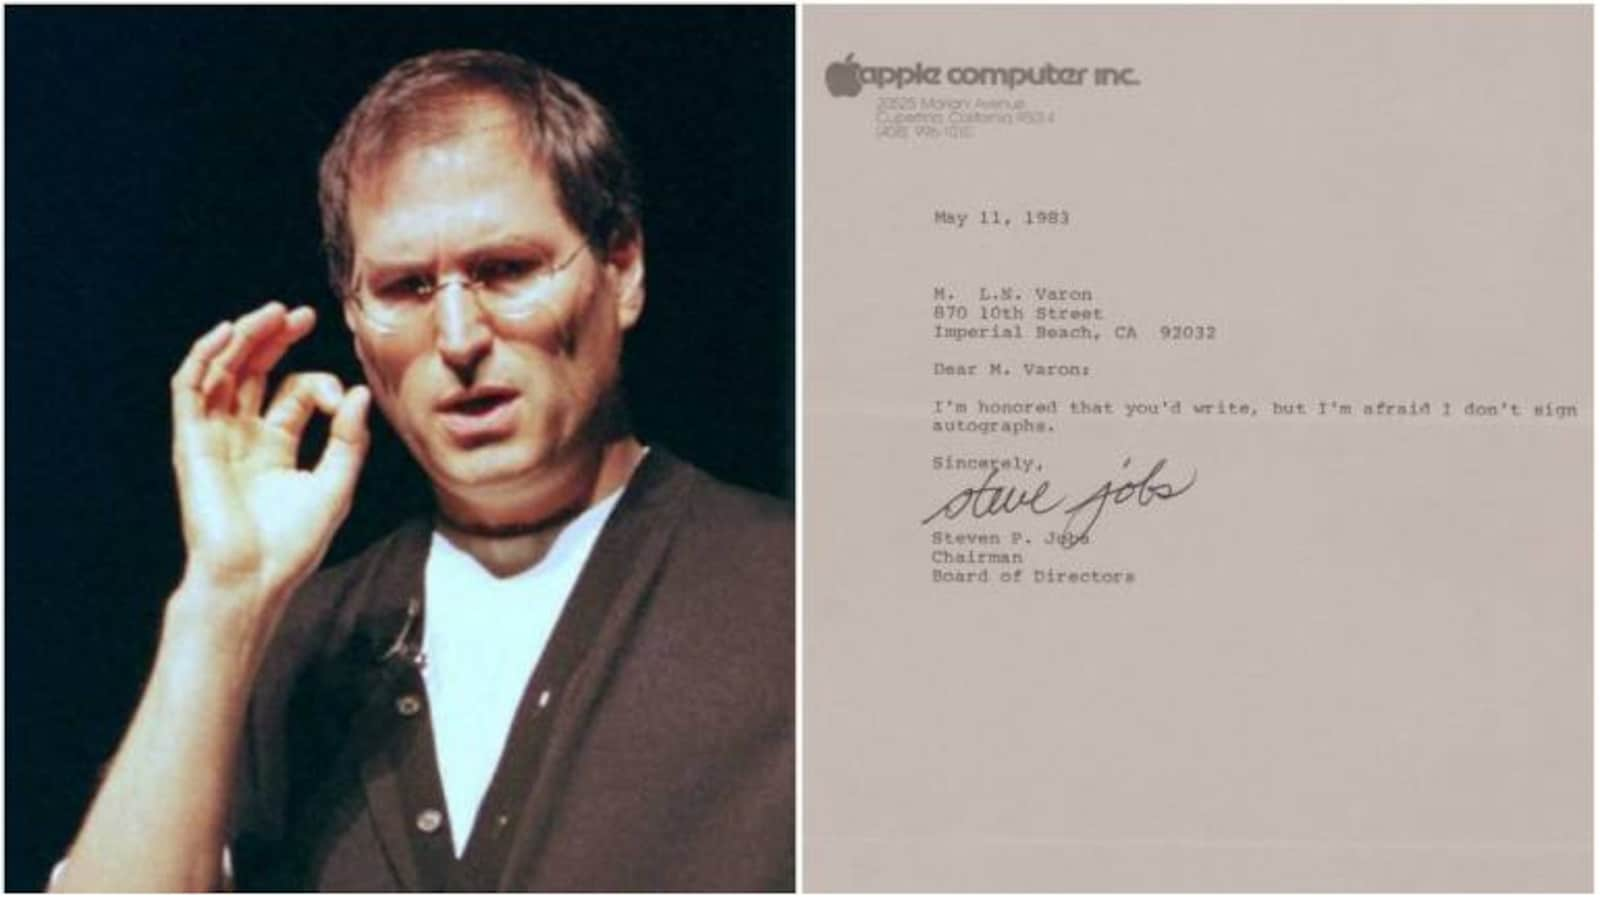 apple computer inc.
20525 Mariani Avenue
Cupertino, California 95014
(408) 996-1010
May 11, 1983
M.  L.N. Varon
870 10th Street
Imperial Beach, CA  92032
Dear M. Varon:
I'm honored that you'd write, but I'm afraid I don't sign
autographs.
Sincerely,
steve jobs
Steven P. Jobs
Chairman
Board of Directors